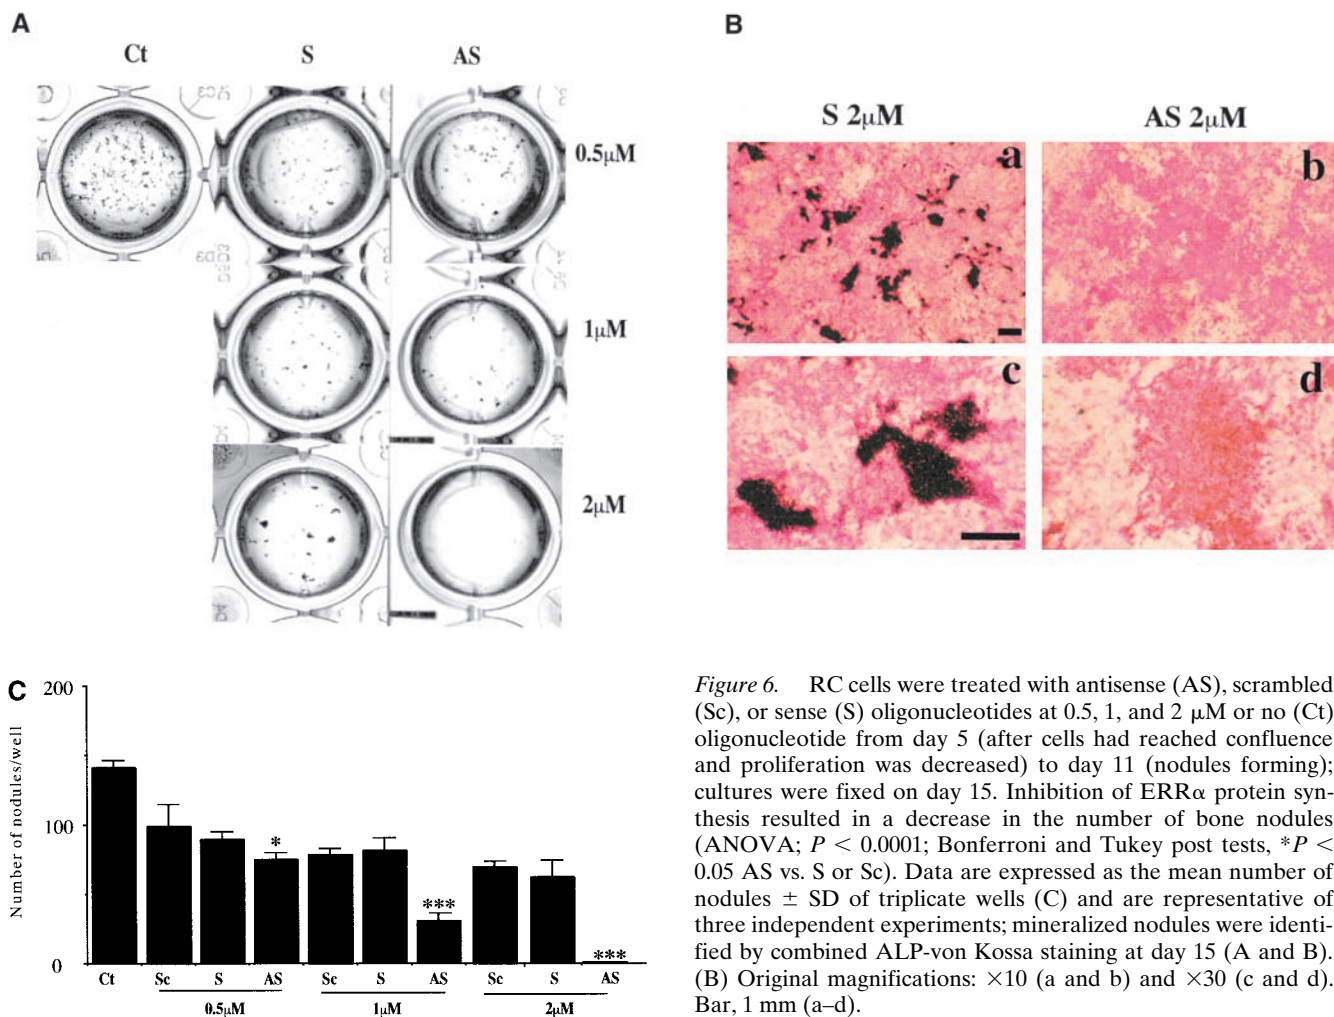 A
Ct
S
AS
0.5μM
1μM
2μM
B
S 2μM
AS 2μM
a
b
c
d
C
Number of nodules/well
200
100
0
Ct
Sc
S
AS
Sc
S
AS
Sc
S
AS
*
***
***
0.5μM
1μM
2μM
Figure 6. RC cells were treated with antisense (AS), scrambled
(Sc), or sense (S) oligonucleotides at 0.5, 1, and 2 μM or no (Ct)
oligonucleotide from day 5 (after cells had reached confluence
and proliferation was decreased) to day 11 (nodules forming);
cultures were fixed on day 15. Inhibition of ERRα protein syn-
thesis resulted in a decrease in the number of bone nodules
(ANOVA; P < 0.0001; Bonferroni and Tukey post tests, *P <
0.05 AS vs. S or Sc). Data are expressed as the mean number of
nodules ± SD of triplicate wells (C) and are representative of
three independent experiments; mineralized nodules were identi-
fied by combined ALP-von Kossa staining at day 15 (A and B).
(B) Original magnifications: ×10 (a and b) and ×30 (c and d).
Bar, 1 mm (a–d).